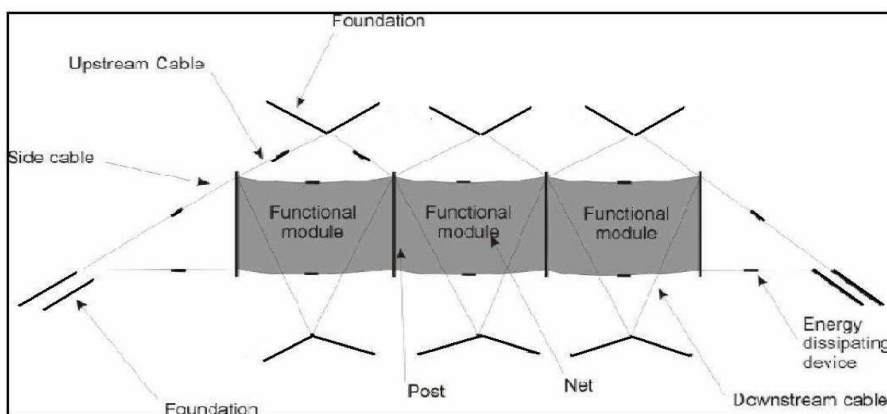 Foundation
Upstream Cable
Side cable
Functional
module
Functional
module
Functional
module
Energy
dissipating
device
Post
Net
Downstream cable
Foundation